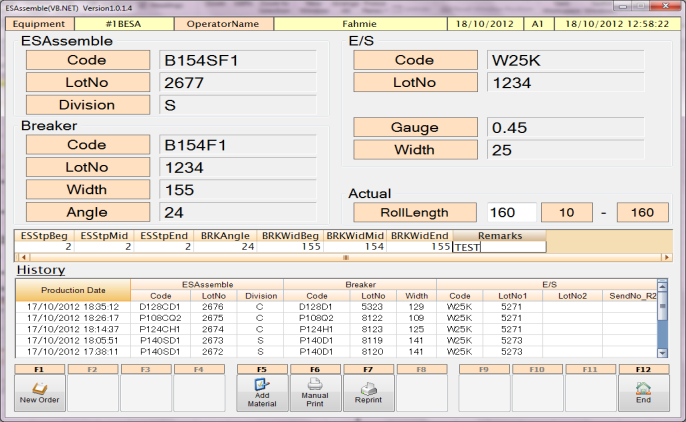 ESAssemble(VB.NET) Version1.0.1.4
Equipment #1BESA OperatorName Fahmie 18/10/2012 A1 18/10/2012 12:58:22
ESAssemble
Code B154SF1
LotNo 2677
Division S
Breaker
Code B154F1
LotNo 1234
Width 155
Angle 24
E/S
Code W25K
LotNo 1234
Gauge 0.45
Width 25
Actual
RollLength 160 10 - 160
ESStpBeg ESStpMid ESStpEnd BRKAngle BRKWidBeg BRKWidMid BRKWidEnd Remarks
2 2 2 24 155 154 155 TEST
History
Production Date ESAssemble Breaker E/S
Code LotNo Division Code LotNo Width Code LotNo1 LotNo2 SendNo_R2
17/10/2012 18:35:12 D128CD1 2676 C D128D1 5323 129 W25K 5271
17/10/2012 18:26:17 P108CQ2 2675 C P108Q2 8122 109 W25K 5271
17/10/2012 18:14:37 P124CH1 2674 C P124H1 8123 125 W25K 5271
17/10/2012 18:05:51 P140SD1 2673 S P140D1 8119 141 W25K 5273
17/10/2012 17:38:11 P140SD1 2672 S P140D1 8120 141 W25K 5273
F1 F2 F3 F4 F5 F6 F7 F8 F9 F10 F11 F12
New Order Add Material Manual Print Reprint End